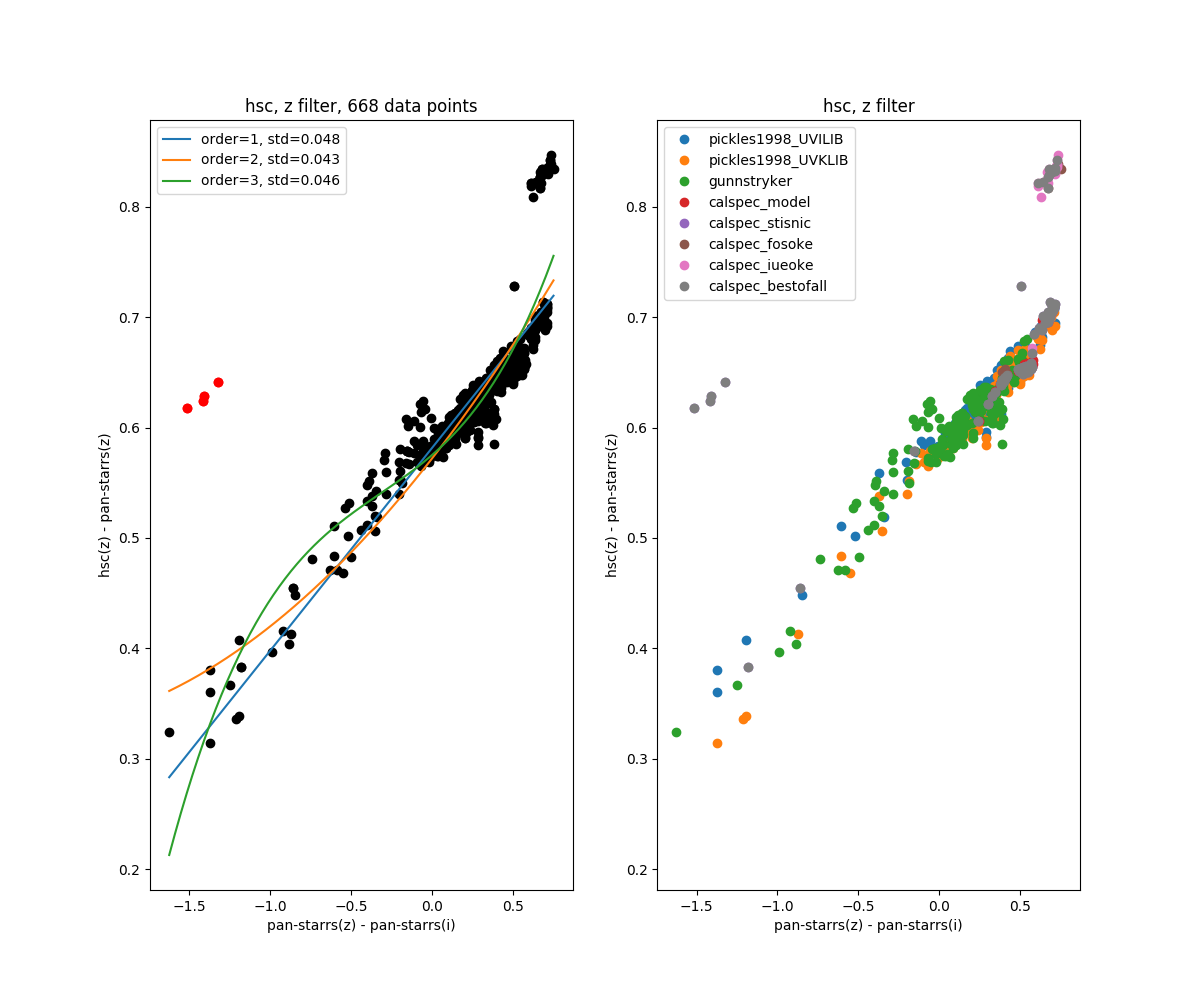 hsc, z filter, 668 data points
order=1, std=0.048
order=2, std=0.043
order=3, std=0.046
0.8
0.7
0.6
0.5
0.4
0.3
0.2
hsc(z) - pan-starrs(z)
−1.5 −1.0 −0.5 0.0 0.5
pan-starrs(z) - pan-starrs(i)
hsc, z filter
pickles1998_UVILIB
pickles1998_UVKLIB
gunnstryker
calspec_model
calspec_stisnic
calspec_fosoke
calspec_iueoke
calspec_bestofall
0.8
0.7
0.6
0.5
0.4
0.3
0.2
hsc(z) - pan-starrs(z)
−1.5 −1.0 −0.5 0.0 0.5
pan-starrs(z) - pan-starrs(i)